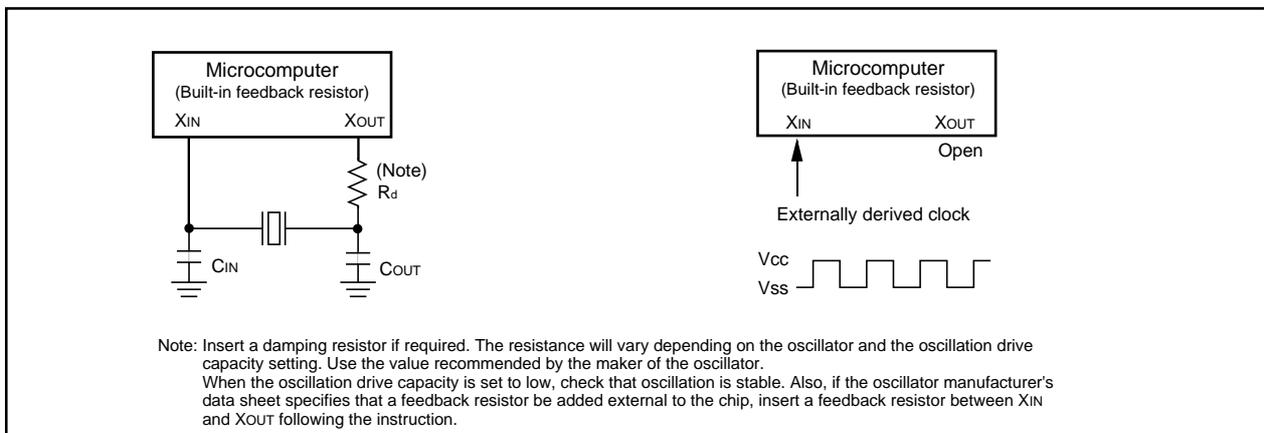 Microcomputer
(Built-in feedback resistor)
XIN XOUT
(Note)
Rd
CIN
COUT
Microcomputer
(Built-in feedback resistor)
XIN XOUT
Open
Externally derived clock
Vcc
Vss
Note: Insert a damping resistor if required. The resistance will vary depending on the oscillator and the oscillation drive
capacity setting. Use the value recommended by the maker of the oscillator.
When the oscillation drive capacity is set to low, check that oscillation is stable. Also, if the oscillator manufacturer's
data sheet specifies that a feedback resistor be added external to the chip, insert a feedback resistor between XIN
and XOUT following the instruction.